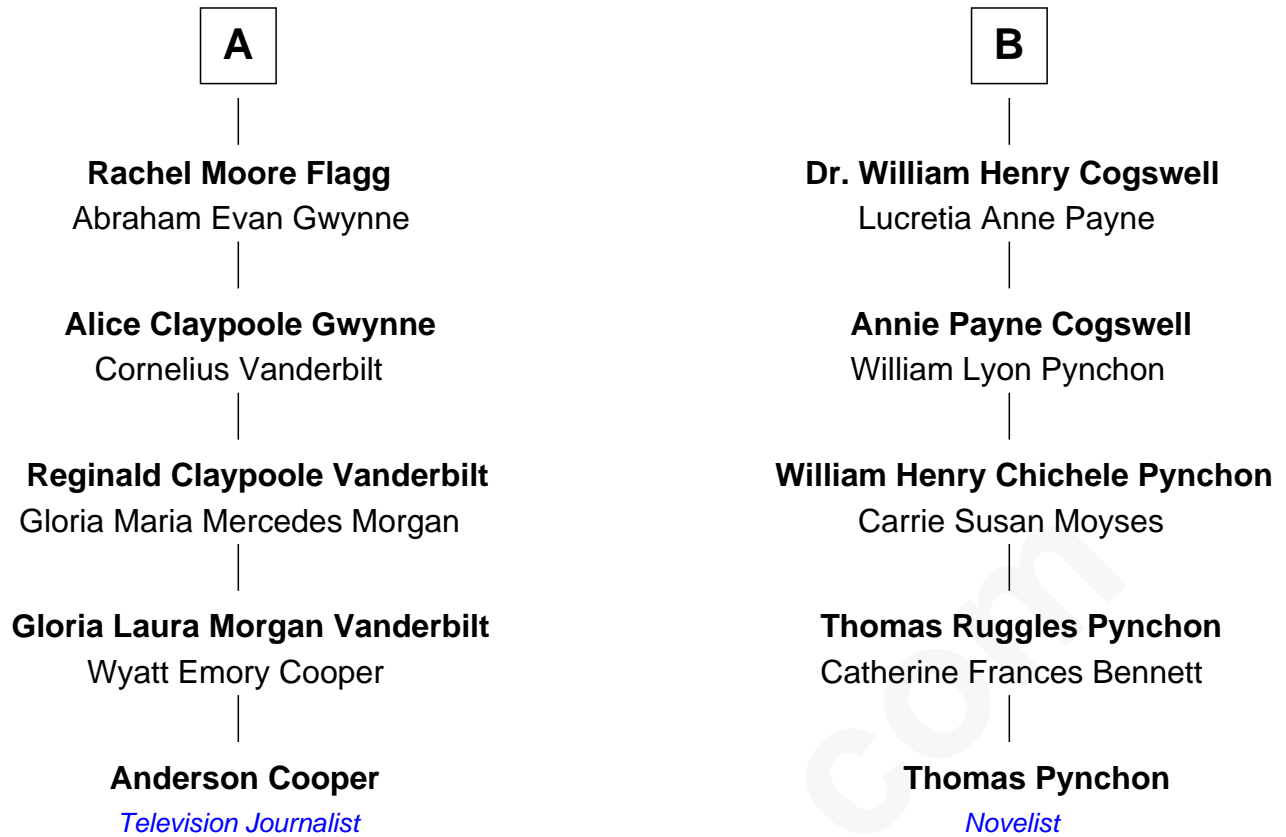 A
Rachel Moore Flagg
Abraham Evan Gwynne
Alice Claypoole Gwynne
Cornelius Vanderbilt
Reginald Claypoole Vanderbilt
Gloria Maria Mercedes Morgan
Gloria Laura Morgan Vanderbilt
Wyatt Emory Cooper
Anderson Cooper
Television Journalist
B
Dr. William Henry Cogswell
Lucretia Anne Payne
Annie Payne Cogswell
William Lyon Pynchon
William Henry Chichele Pynchon
Carrie Susan Moyses
Thomas Ruggles Pynchon
Catherine Frances Bennett
Thomas Pynchon
Novelist
com